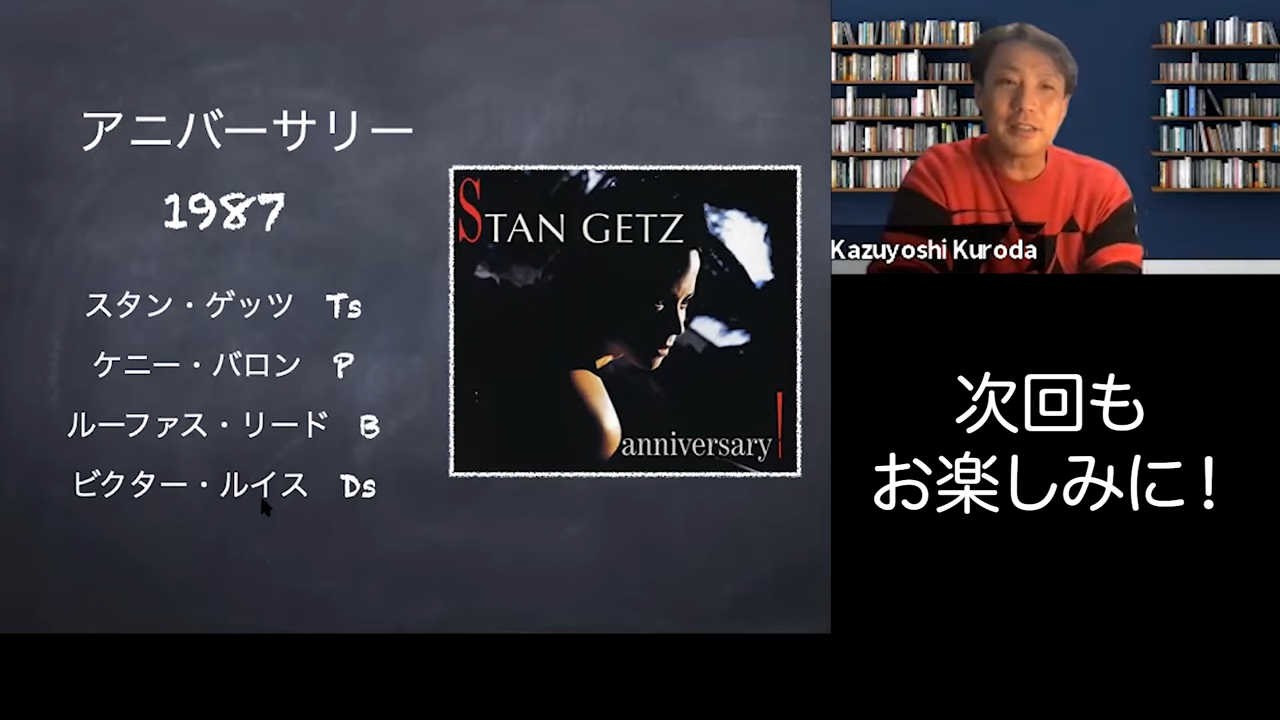 アニバーサリー
1987
スタン・ゲッツ Ts
ケニー・バロン P
ルーファス・リード B
ビクター・ルイス Ds
STAN GETZ
anniversary!
Kazuyoshi Kuroda
次回も
お楽しみに!